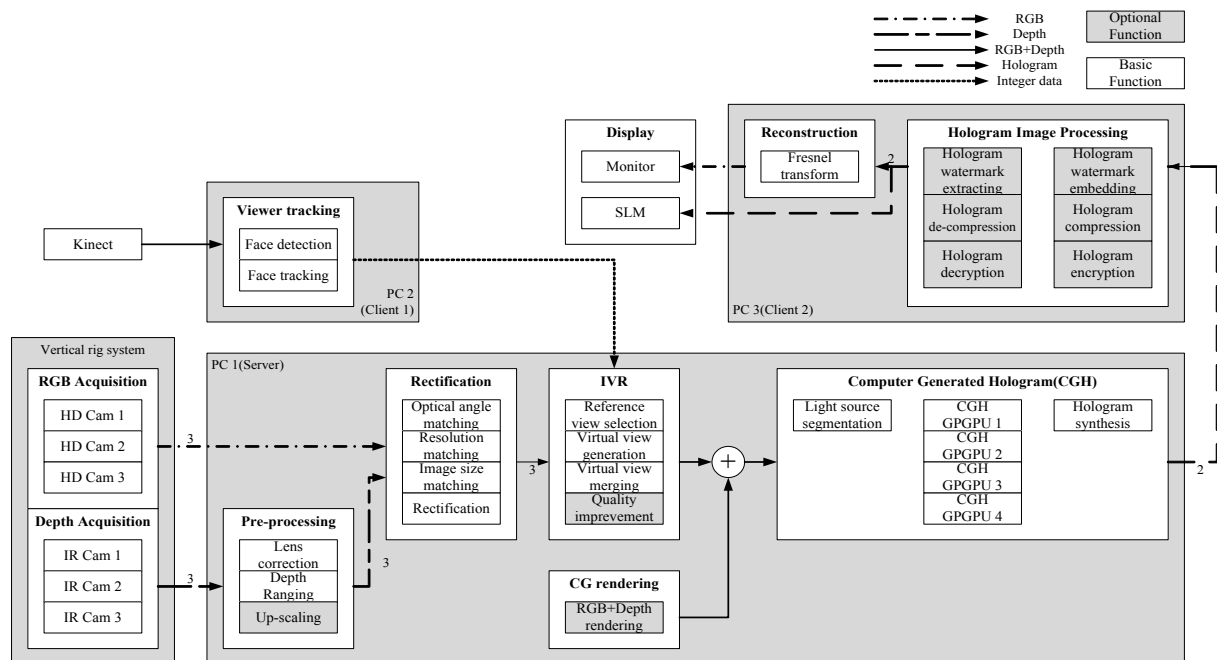 RGB
Depth
RGB+Depth
Hologram
Integer data
Optional
Function
Basic
Function
Display
Monitor
SLM
Reconstruction
Fresnel
transform
2
Hologram Image Processing
Hologram
watermark
extracting
Hologram
de-compression
Hologram
decryption
Hologram
watermark
embedding
Hologram
compression
Hologram
encryption
PC 3(Client 2)
Kinect
Viewer tracking
Face detection
Face tracking
PC 2
(Client 1)
Vertical rig system
RGB Acquisition
HD Cam 1
HD Cam 2
HD Cam 3
3
Depth Acquisition
IR Cam 1
IR Cam 2
IR Cam 3
3
PC 1(Server)
Pre-processing
Lens
correction
Depth
Ranging
Up-scaling
3
Rectification
Optical angle
matching
Resolution
matching
Image size
matching
Rectification
3
IVR
Reference
view selection
Virtual view
generation
Virtual view
merging
Quality
imprevement
CG rendering
RGB+Depth
rendering
+
Computer Generated Hologram(CGH)
Light source
segmentation
CGH
GPGPU 1
CGH
GPGPU 2
CGH
GPGPU 3
CGH
GPGPU 4
Hologram
synthesis
2